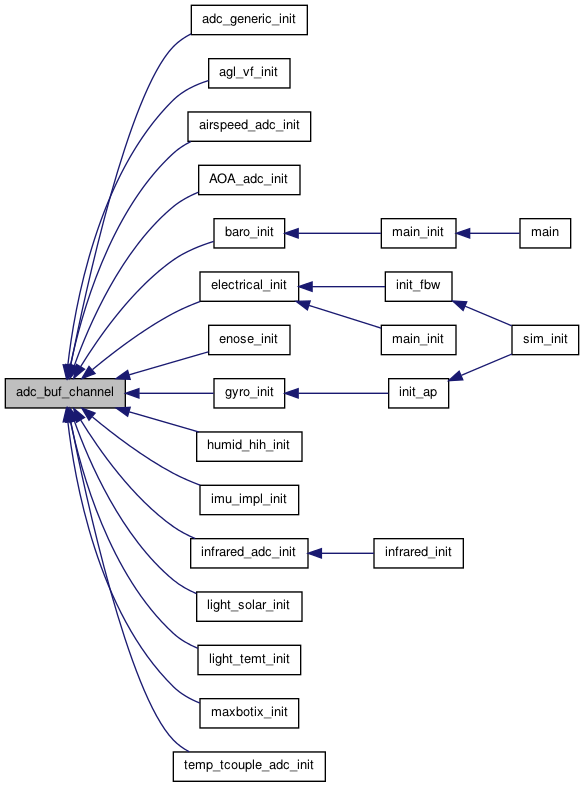 adc_generic_init
agl_vf_init
airspeed_adc_init
AOA_adc_init
baro_init
main_init
main
electrical_init
init_fbw
enose_init
main_init
sim_init
adc_buf_channel
gyro_init
init_ap
humid_hih_init
imu_impl_init
infrared_adc_init
infrared_init
light_solar_init
light_temt_init
maxbotix_init
temp_tcouple_adc_init